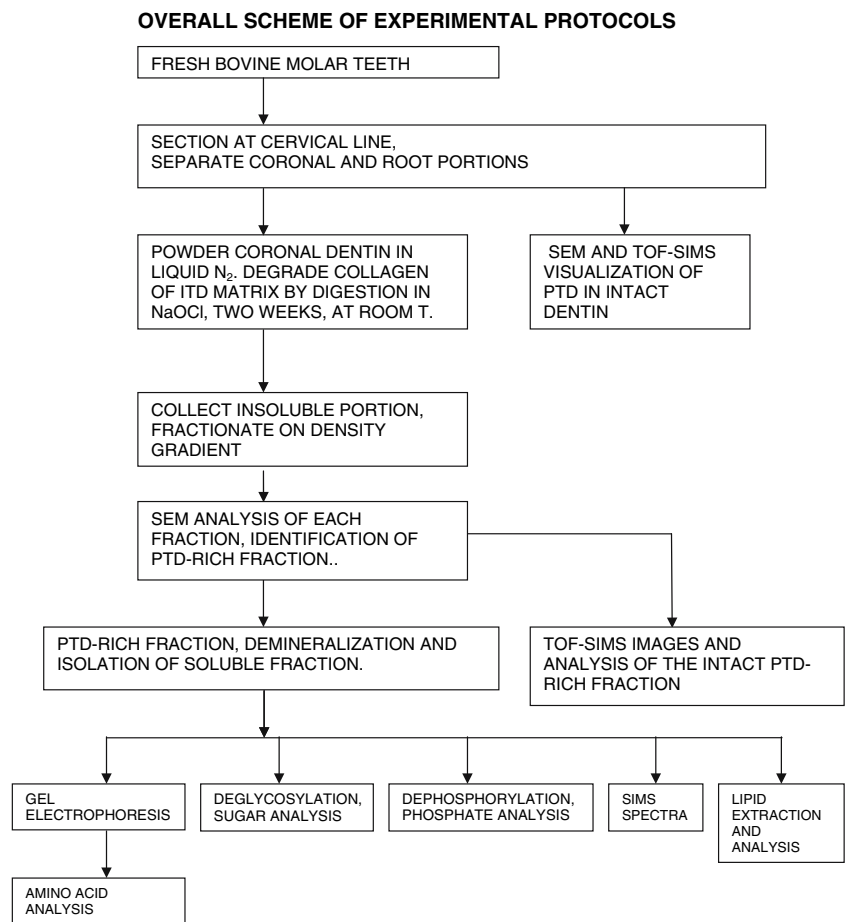 OVERALL SCHEME OF EXPERIMENTAL PROTOCOLS
FRESH BOVINE MOLAR TEETH
SECTION AT CERVICAL LINE,
SEPARATE CORONAL AND ROOT PORTIONS
POWDER CORONAL DENTIN IN
LIQUID N₂. DEGRADE COLLAGEN
OF ITD MATRIX BY DIGESTION IN
NaOCl, TWO WEEKS, AT ROOM T.
SEM AND TOF-SIMS
VISUALIZATION OF
PTD IN INTACT
DENTIN
COLLECT INSOLUBLE PORTION,
FRACTIONATE ON DENSITY
GRADIENT
SEM ANALYSIS OF EACH
FRACTION, IDENTIFICATION OF
PTD-RICH FRACTION..
PTD-RICH FRACTION, DEMINERALIZATION AND
ISOLATION OF SOLUBLE FRACTION.
TOF-SIMS IMAGES AND
ANALYSIS OF THE INTACT PTD-
RICH FRACTION
GEL
ELECTROPHORESIS
DEGLYCOSYLATION,
SUGAR ANALYSIS
DEPHOSPHORYLATION,
PHOSPHATE ANALYSIS
SIMS
SPECTRA
LIPID
EXTRACTION
AND
ANALYSIS
AMINO ACID
ANALYSIS